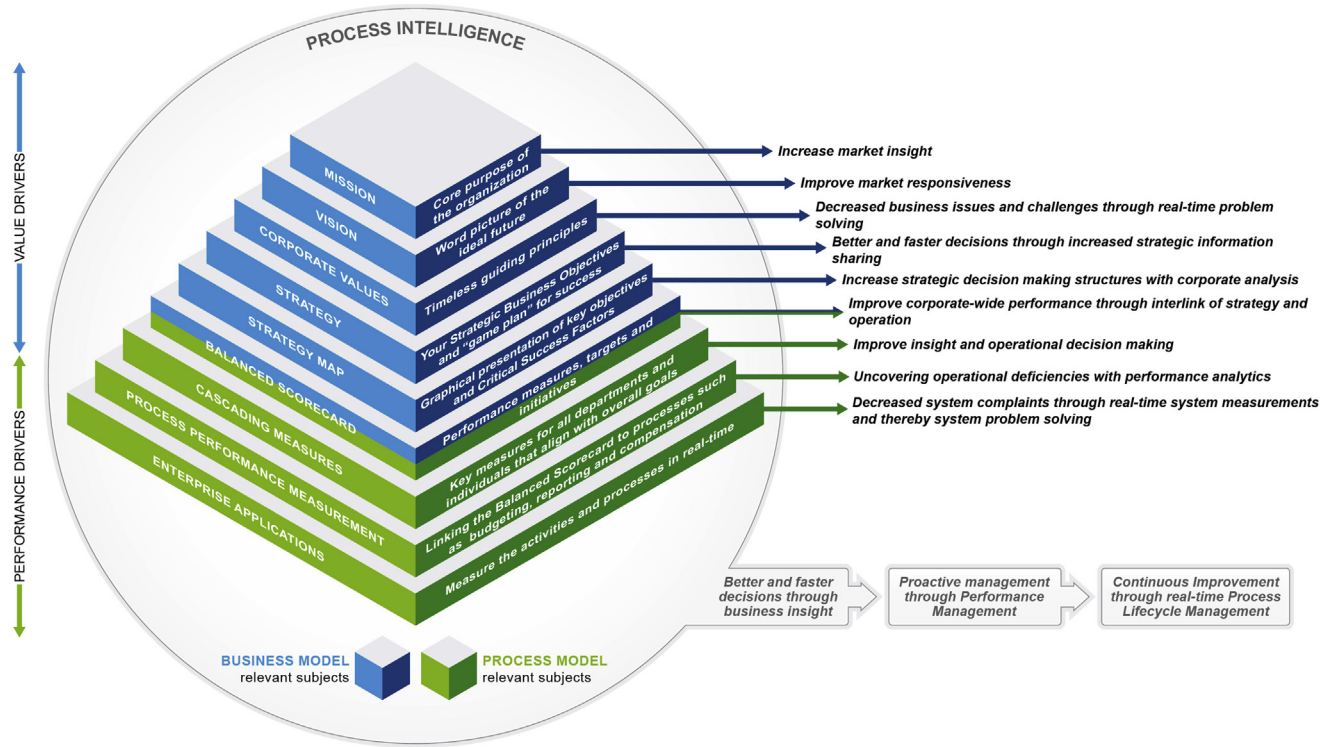 PROCESS INTELLIGENCE
VALUE DRIVERS
PERFORMANCE DRIVERS
MISSION
Core purpose of
the organization
Increase market insight
VISION
Word picture of the
ideal future
Improve market responsiveness
CORPORATE VALUES
Timeless guiding principles
Decreased business issues and challenges through real-time problem
solving
STRATEGY
Your Strategic Business Objectives
and "game plan" for success
Better and faster decisions through increased strategic information
sharing
STRATEGY MAP
Graphical presentation of key objectives
and Critical Success Factors
Increase strategic decision making structures with corporate analysis
BALANCED SCORECARD
Performance measures, targets and
initiatives
Improve corporate-wide performance through interlink of strategy and
operation
CASCADING MEASURES
Key measures for all departments and
individuals that align with overall goals
Improve insight and operational decision making
PROCESS PERFORMANCE MEASUREMENT
Linking the Balanced Scorecard to processes such
as budgeting, reporting and compensation
Uncovering operational deficiencies with performance analytics
ENTERPRISE APPLICATIONS
Measure the activities and processes in real-time
Decreased system complaints through real-time system measurements
and thereby system problem solving
Better and faster
decisions through
business insight
Proactive management
through Performance
Management
Continuous Improvement
through real-time Process
Lifecycle Management
BUSINESS MODEL
relevant subjects
PROCESS MODEL
relevant subjects